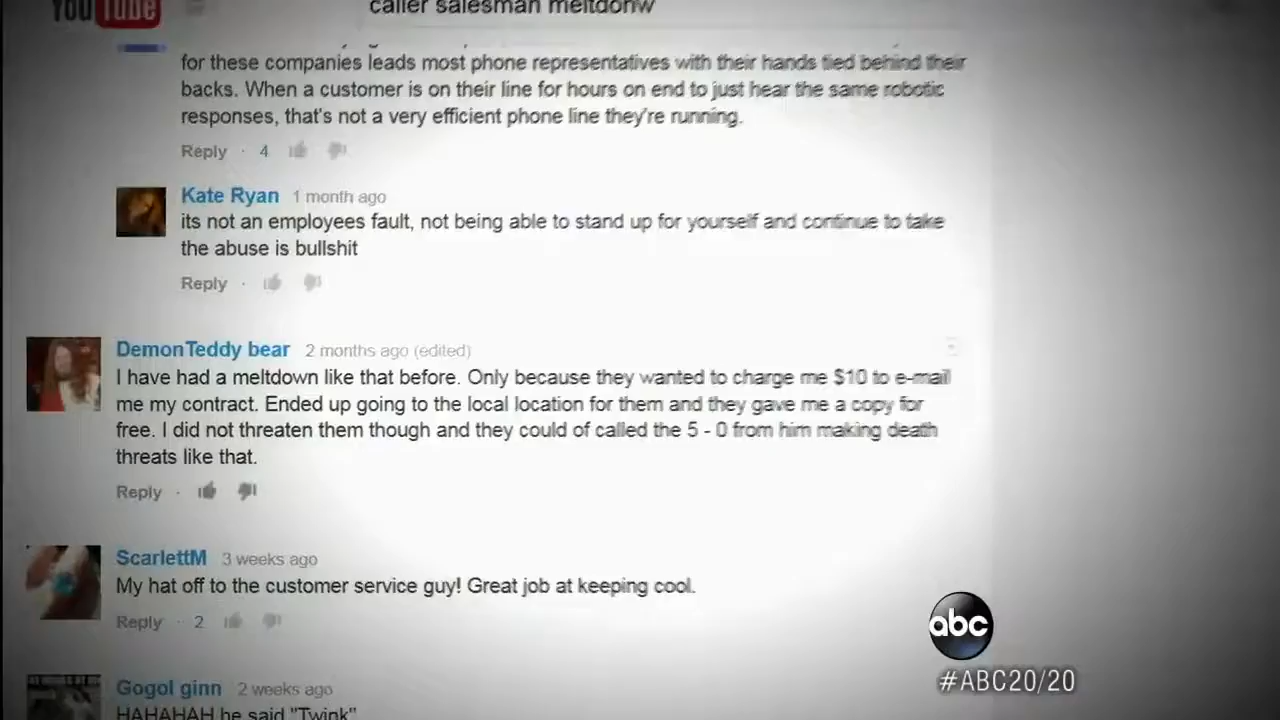 YouTube
caller salesman meltdonw
for these companies leads most phone representatives with their hands tied behind their
backs. When a customer is on their line for hours on end to just hear the same robotic
responses, that's not a very efficient phone line they're running.
Reply · 4
Kate Ryan 1 month ago
its not an employees fault, not being able to stand up for yourself and continue to take
the abuse is bullshit
Reply ·
DemonTeddy bear 2 months ago (edited)
I have had a meltdown like that before. Only because they wanted to charge me $10 to e-mail
me my contract. Ended up going to the local location for them and they gave me a copy for
free. I did not threaten them though and they could of called the 5 - 0 from him making death
threats like that.
Reply ·
ScarlettM 3 weeks ago
My hat off to the customer service guy! Great job at keeping cool.
Reply · 2
abc
Gogol ginn 2 weeks ago
#ABC20/20
HAHAHAH he said "Twink"